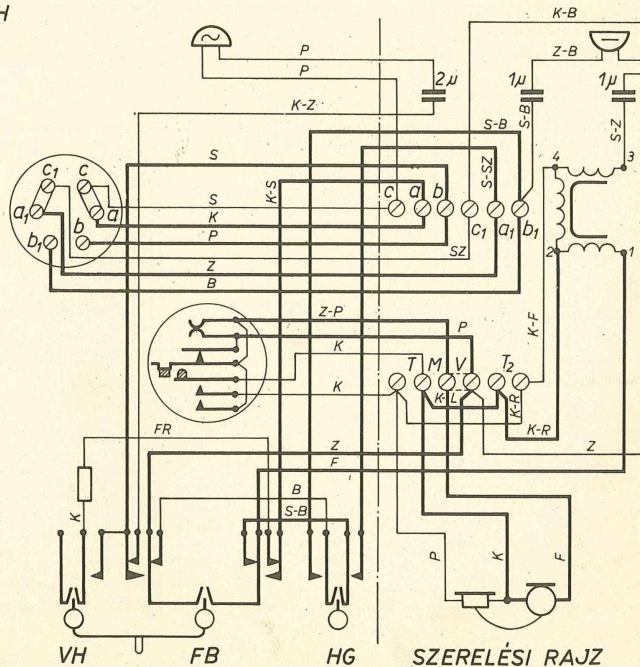 H
K-B
P
Z-B
P
2µ
1µ
1µ
K-Z
S-B
S-Z
S-B
S
K-S
S-SZ
4
3
c1 c
S
c a b c1 a1 b1
a1 a
K
b1 b
P
SZ
2
1
Z
B
Z-P
K-F
P
K
T M V T2
K
K-L
K-R
K-R
FR
Z
Z
F
B
S-B
K
P
K
F
VH FB HG SZERELÉSI RAJZ